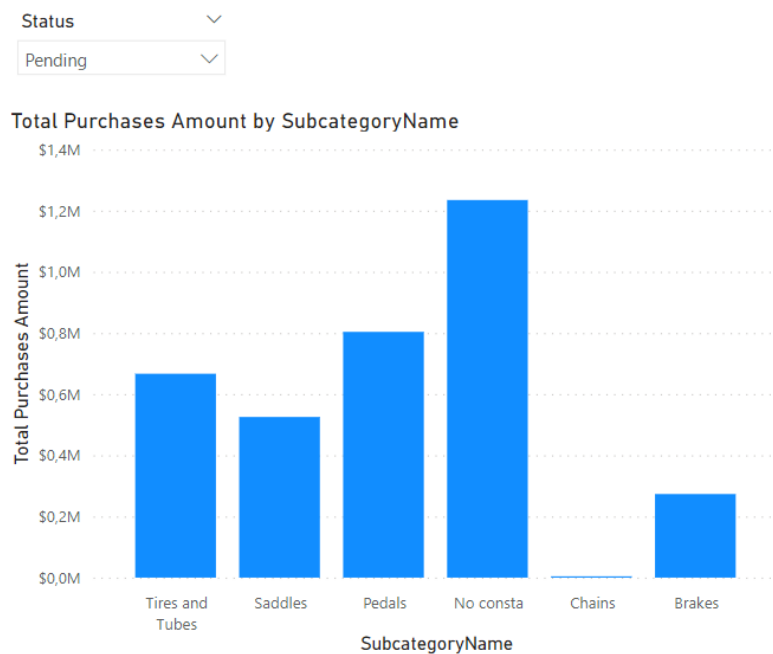 Status
Pending
Total Purchases Amount by SubcategoryName
$1,4M
$1,2M
$1,0M
$0,8M
$0,6M
$0,4M
$0,2M
$0,0M
Total Purchases Amount
Tires and
Tubes
Saddles
Pedals
No consta
Chains
Brakes
SubcategoryName